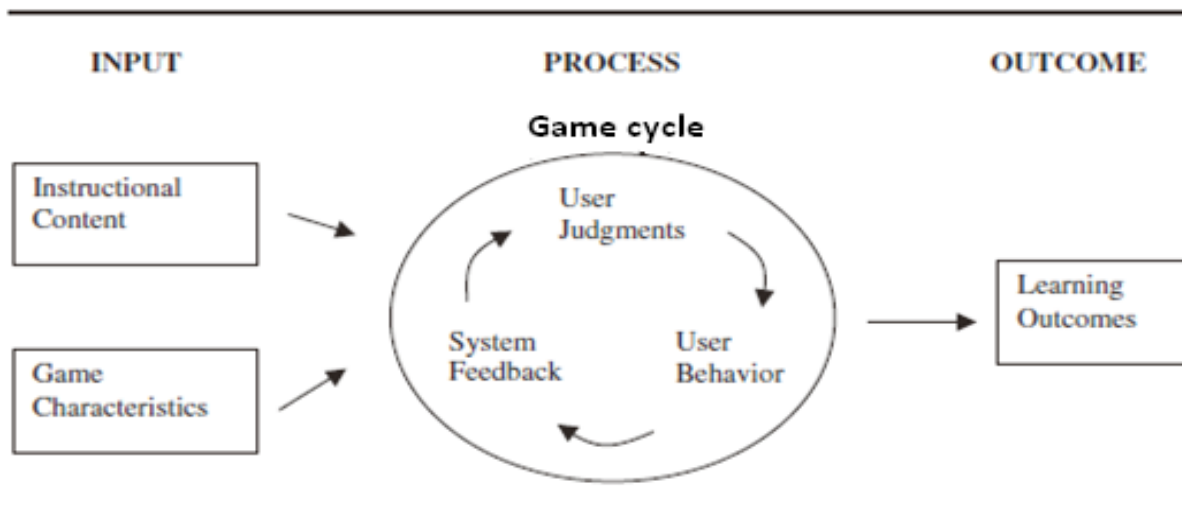 INPUT
PROCESS
OUTCOME
Game cycle
Instructional
Content
User
Judgments
Learning
Outcomes
System
Feedback
User
Behavior
Game
Characteristics